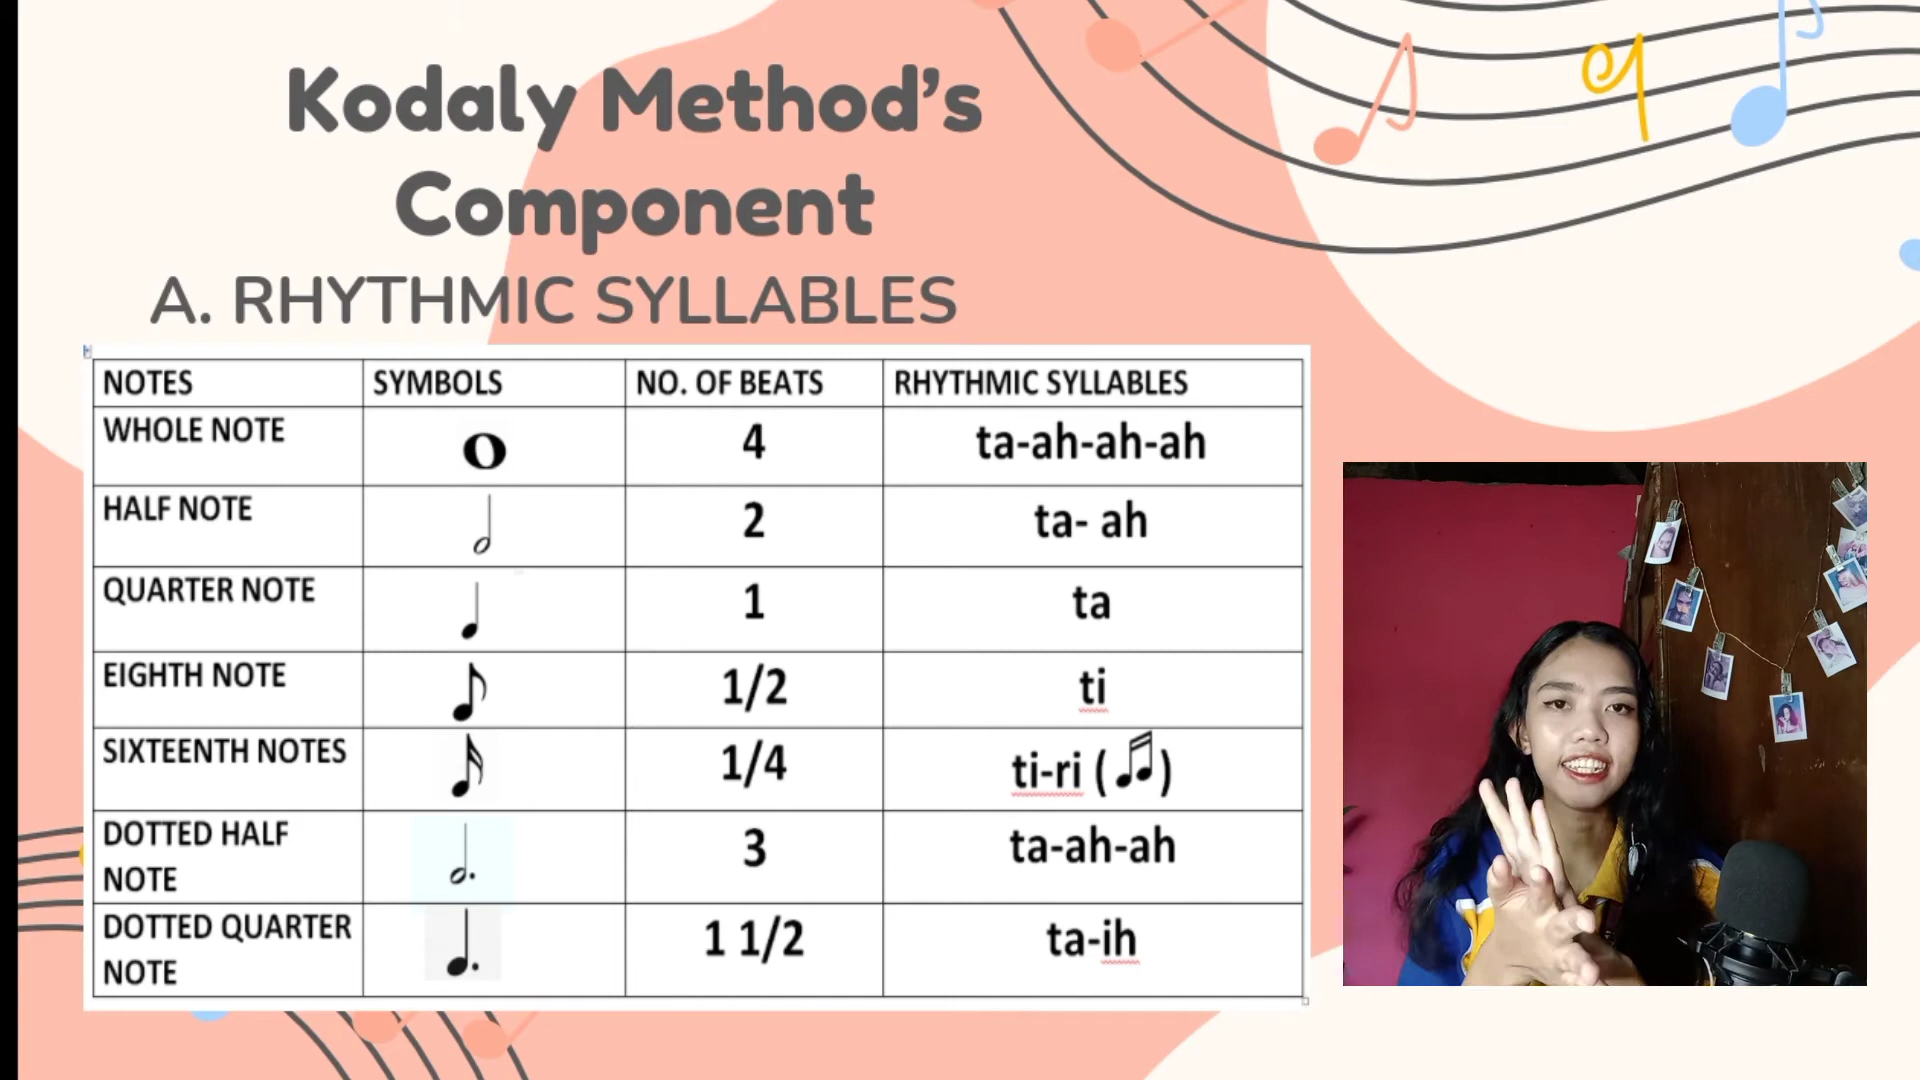 Kodaly Method’s
Component
A. RHYTHMIC SYLLABLES
NOTES SYMBOLS NO. OF BEATS RHYTHMIC SYLLABLES
WHOLE NOTE 4 ta-ah-ah-ah
HALF NOTE 2 ta- ah
QUARTER NOTE 1 ta
EIGHTH NOTE 1/2 ti
SIXTEENTH NOTES 1/4 ti-ri (♫)
DOTTED HALF
NOTE 3 ta-ah-ah
DOTTED QUARTER
NOTE 1 1/2 ta-ih